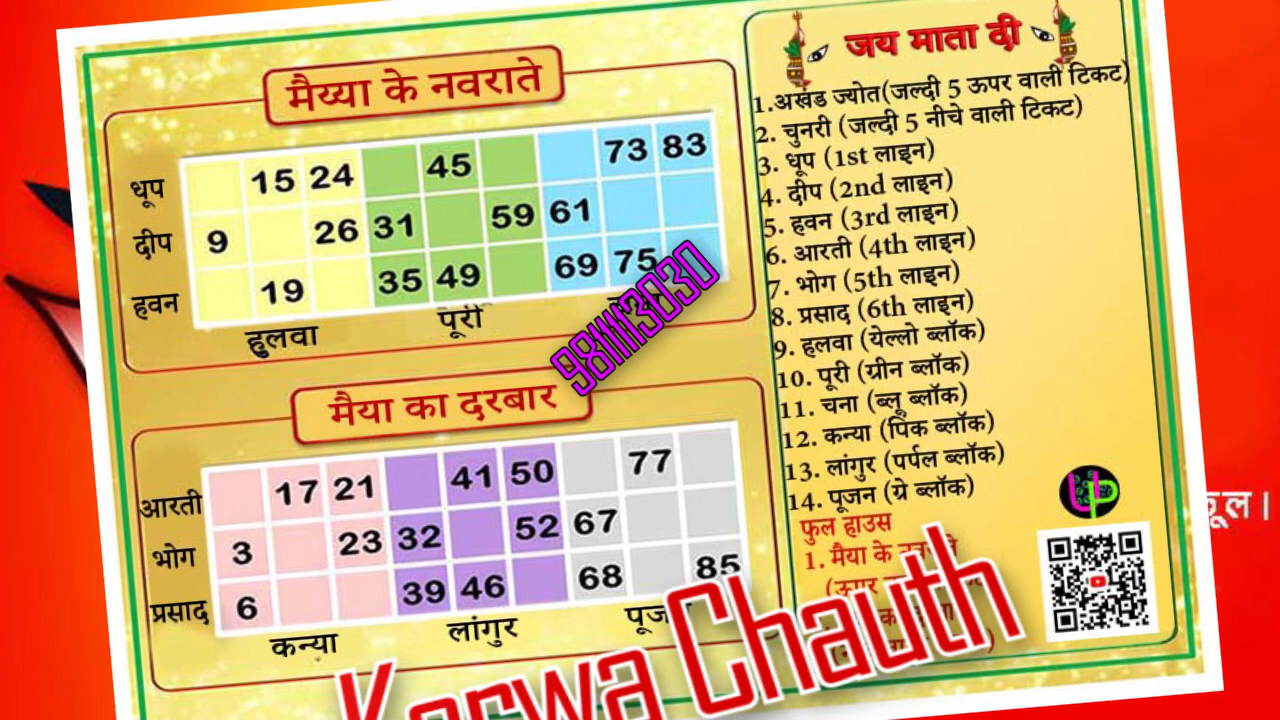 मैय्या के नवराते
धूप 15 24 45 73 83
दीप 9 26 31 59 61
हवन 19 35 49 69 75
हलवा पूरी
9811113030
मैया का दरबार
आरती 17 21 41 50 77
भोग 3 23 32 52 67
प्रसाद 6 39 46 68 85
कन्या लांगुर
जय माता दी
1.अखंड ज्योत(जल्दी 5 ऊपर वाली टिकट)
2. चुनरी (जल्दी 5 नीचे वाली टिकट)
3. धूप (1st लाइन)
4. दीप (2nd लाइन)
5. हवन (3rd लाइन)
6. आरती (4th लाइन)
7. भोग (5th लाइन)
8. प्रसाद (6th लाइन)
9. हलवा (येल्लो ब्लॉक)
10. पूरी (ग्रीन ब्लॉक)
11. चना (ब्लू ब्लॉक)
12. कन्या (पिंक ब्लॉक)
13. लांगुर (पर्पल ब्लॉक)
14. पूजन (ग्रे ब्लॉक)
फुल हाउस
1. मैया के
Karwa Chauth